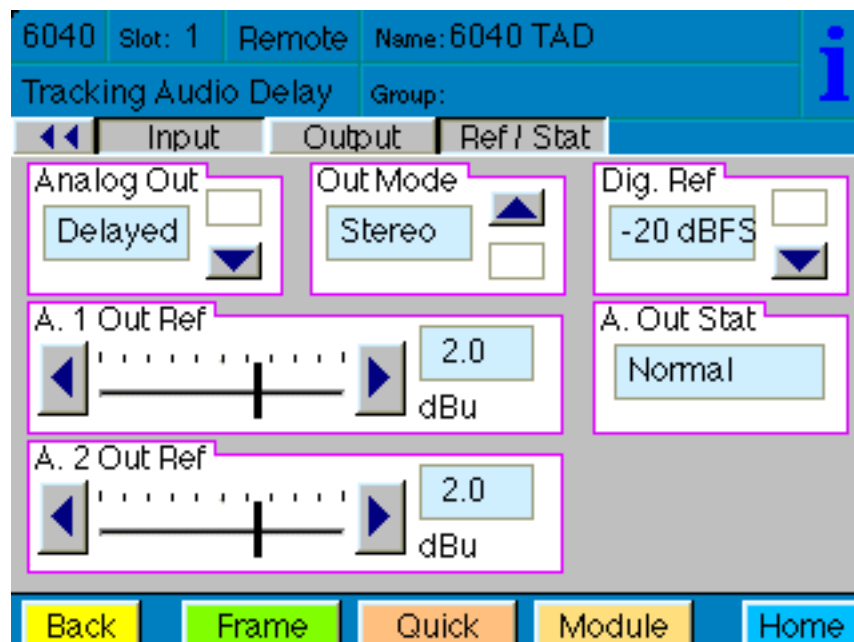 6040 Slot: 1 Remote Name: 6040 TAD i
Tracking Audio Delay Group:
Input Output Ref / Stat
Analog Out Out Mode Dig. Ref
Delayed Stereo -20 dBFS
A. 1 Out Ref A. Out Stat
2.0 Normal
dBu
A. 2 Out Ref
2.0
dBu
Back Frame Quick Module Home